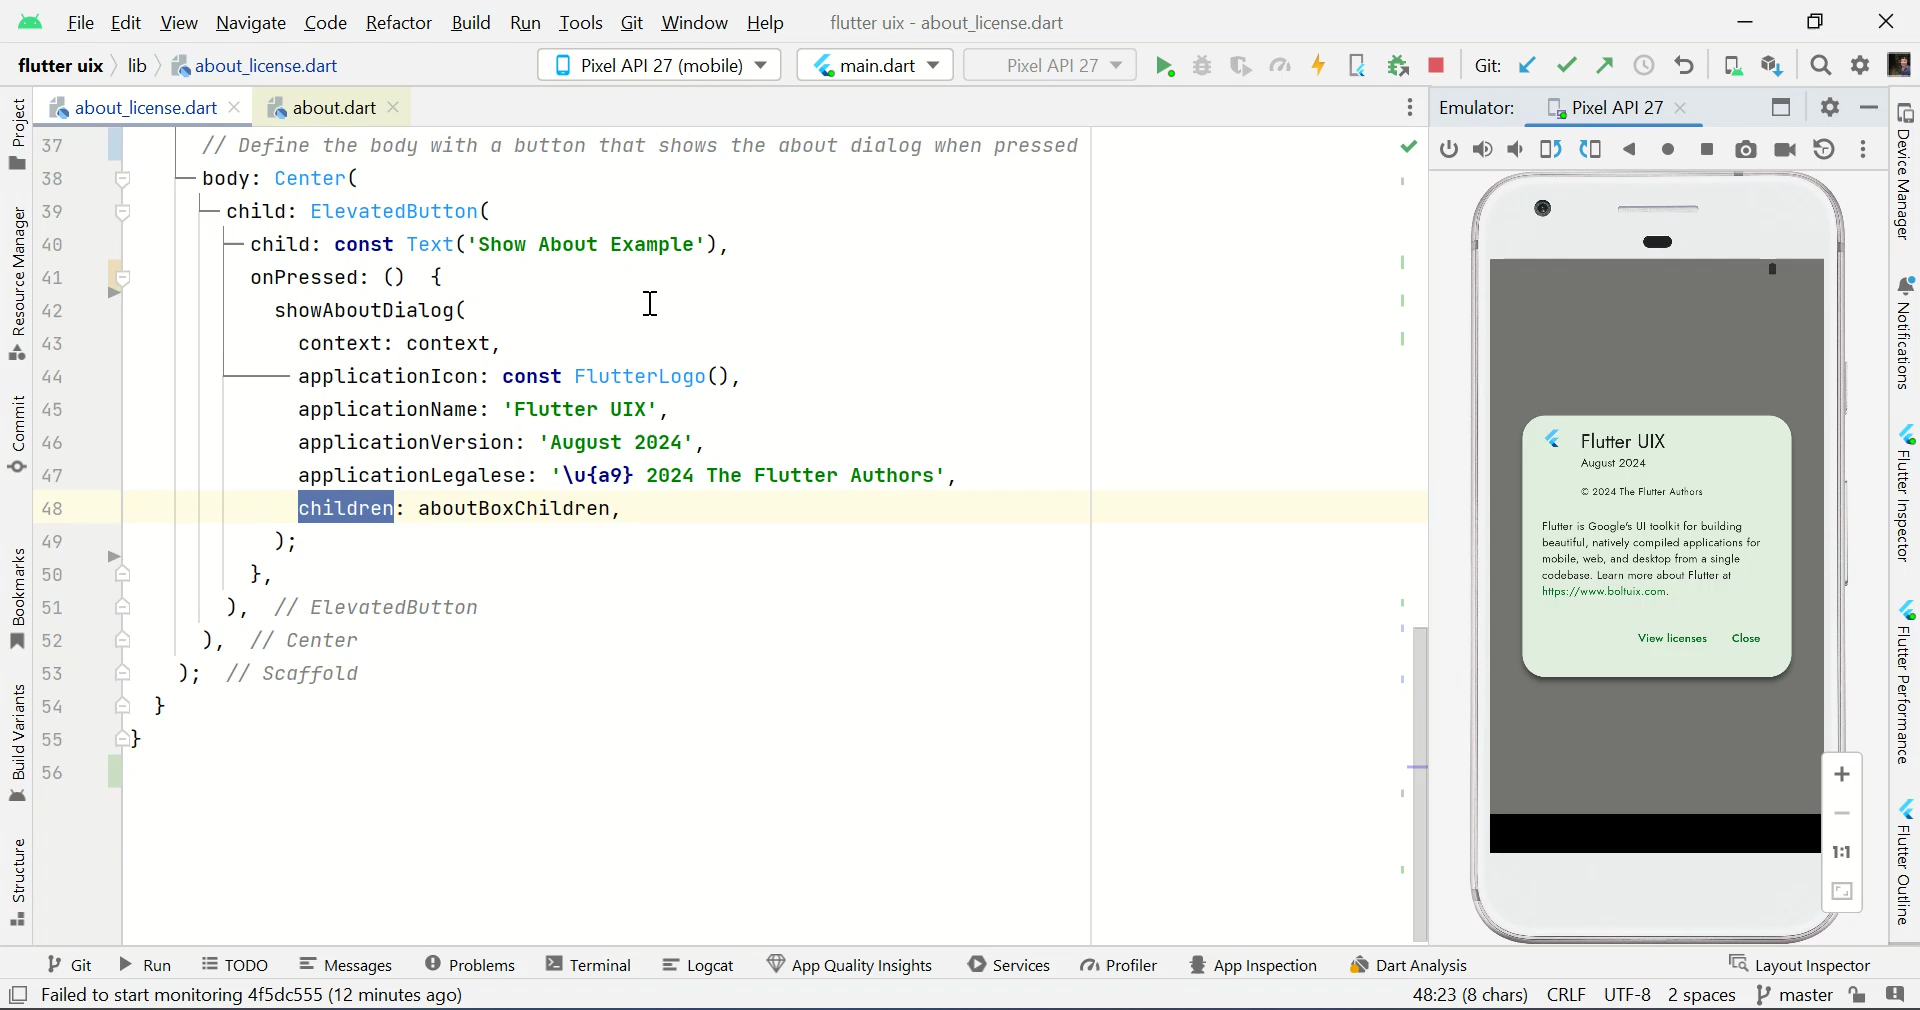 File Edit View Navigate Code Refactor Build Run Tools Git Window Help flutter uix - about_license.dart
flutter uix lib about_license.dart Pixel API 27 (mobile) main.dart Pixel API 27 Git:
about_license.dart about.dart Emulator: Pixel API 27
37 // Define the body with a button that shows the about dialog when pressed
38 body: Center(
39 child: ElevatedButton(
40 child: const Text('Show About Example'),
41 onPressed: () {
42 showAboutDialog(
43 context: context,
44 applicationIcon: const FlutterLogo(),
45 applicationName: 'Flutter UIX',
46 applicationVersion: 'August 2024',
47 applicationLegalese: '\u{a9} 2024 The Flutter Authors',
48 children: aboutBoxChildren,
49 );
50 },
51 ), // ElevatedButton
52 ), // Center
53 ); // Scaffold
54 }
55 }
56
Project
Resource Manager
Commit
Bookmarks
Build Variants
Structure
Flutter UIX
August 2024
© 2024 The Flutter Authors
Flutter is Google's UI toolkit for building
beautiful, natively compiled applications for
mobile, web, and desktop from a single
codebase. Learn more about Flutter at
https://www.boltuix.com.
View licenses Close
1:1
Device Manager
Notifications
Flutter Inspector
Flutter Performance
Flutter Outline
Git Run TODO Messages Problems Terminal Logcat App Quality Insights Services Profiler App Inspection Dart Analysis Layout Inspector
Failed to start monitoring 4f5dc555 (12 minutes ago) 48:23 (8 chars) CRLF UTF-8 2 spaces master